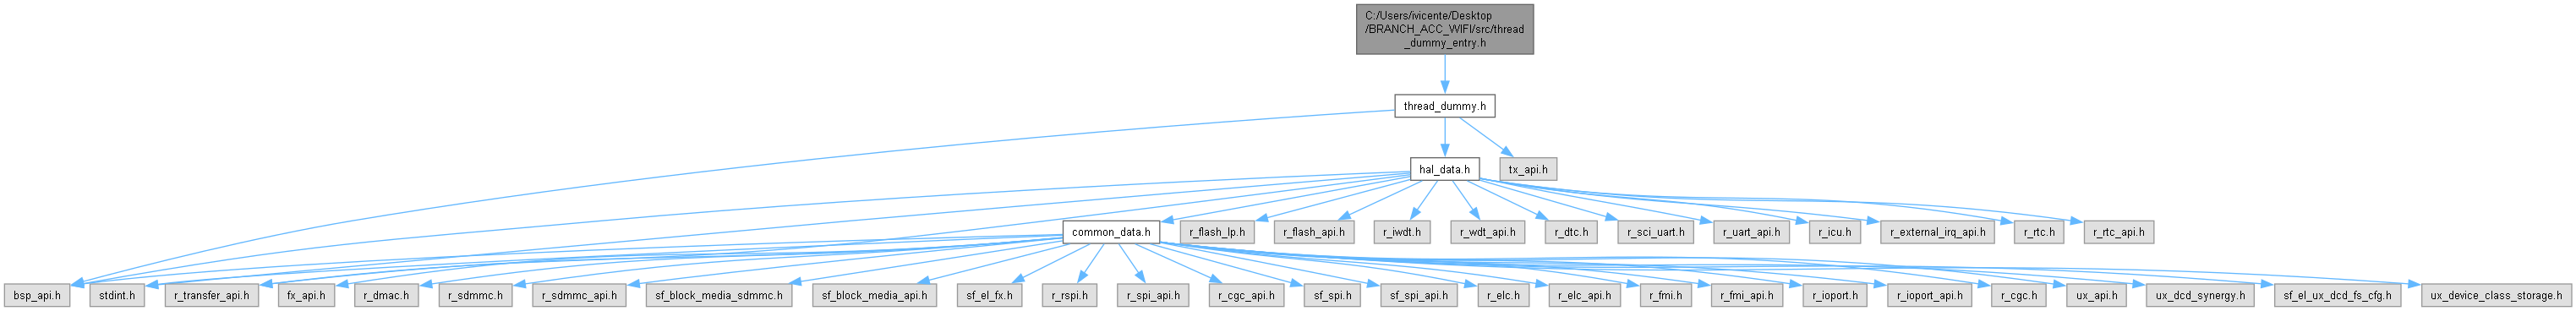 C:/Users/ivicente/Desktop
/BRANCH_ACC_WIFI/src/thread
_dummy_entry.h
thread_dummy.h
hal_data.h
tx_api.h
common_data.h
r_flash_lp.h
r_flash_api.h
r_iwdt.h
r_wdt_api.h
r_dtc.h
r_sci_uart.h
r_uart_api.h
r_icu.h
r_external_irq_api.h
r_rtc.h
r_rtc_api.h
bsp_api.h
stdint.h
r_transfer_api.h
fx_api.h
r_dmac.h
r_sdmmc.h
r_sdmmc_api.h
sf_block_media_sdmmc.h
sf_block_media_api.h
sf_el_fx.h
r_rspi.h
r_spi_api.h
r_cgc_api.h
sf_spi.h
sf_spi_api.h
r_elc.h
r_elc_api.h
r_fmi.h
r_fmi_api.h
r_ioport.h
r_ioport_api.h
r_cgc.h
ux_api.h
ux_dcd_synergy.h
sf_el_ux_dcd_fs_cfg.h
ux_device_class_storage.h